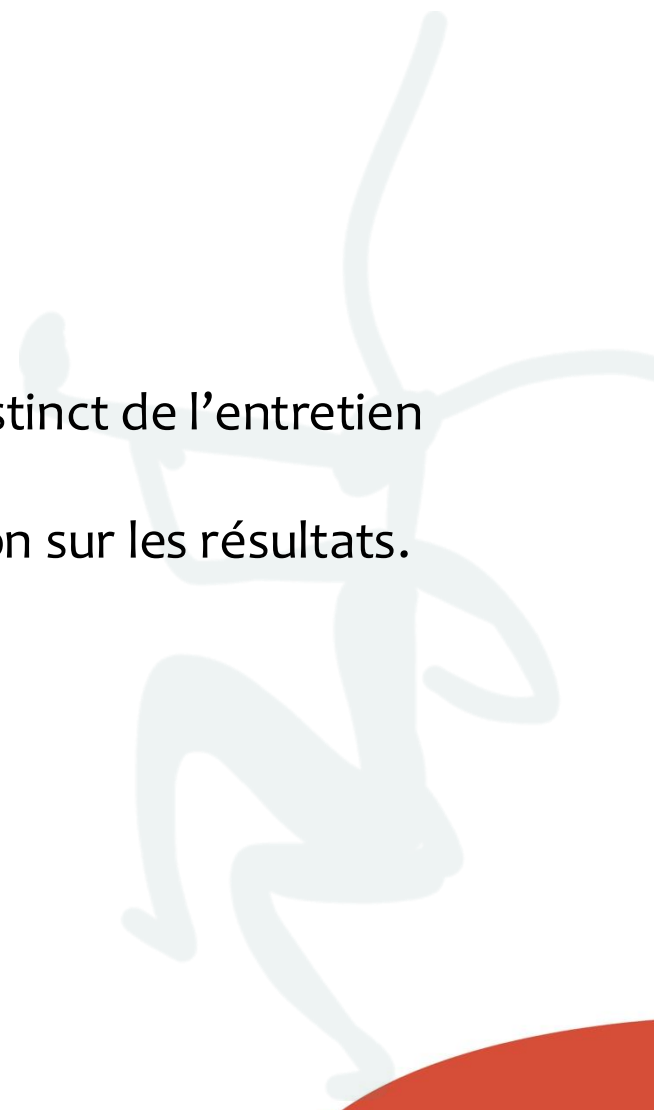 stinct de l’entretien
on sur les résultats.